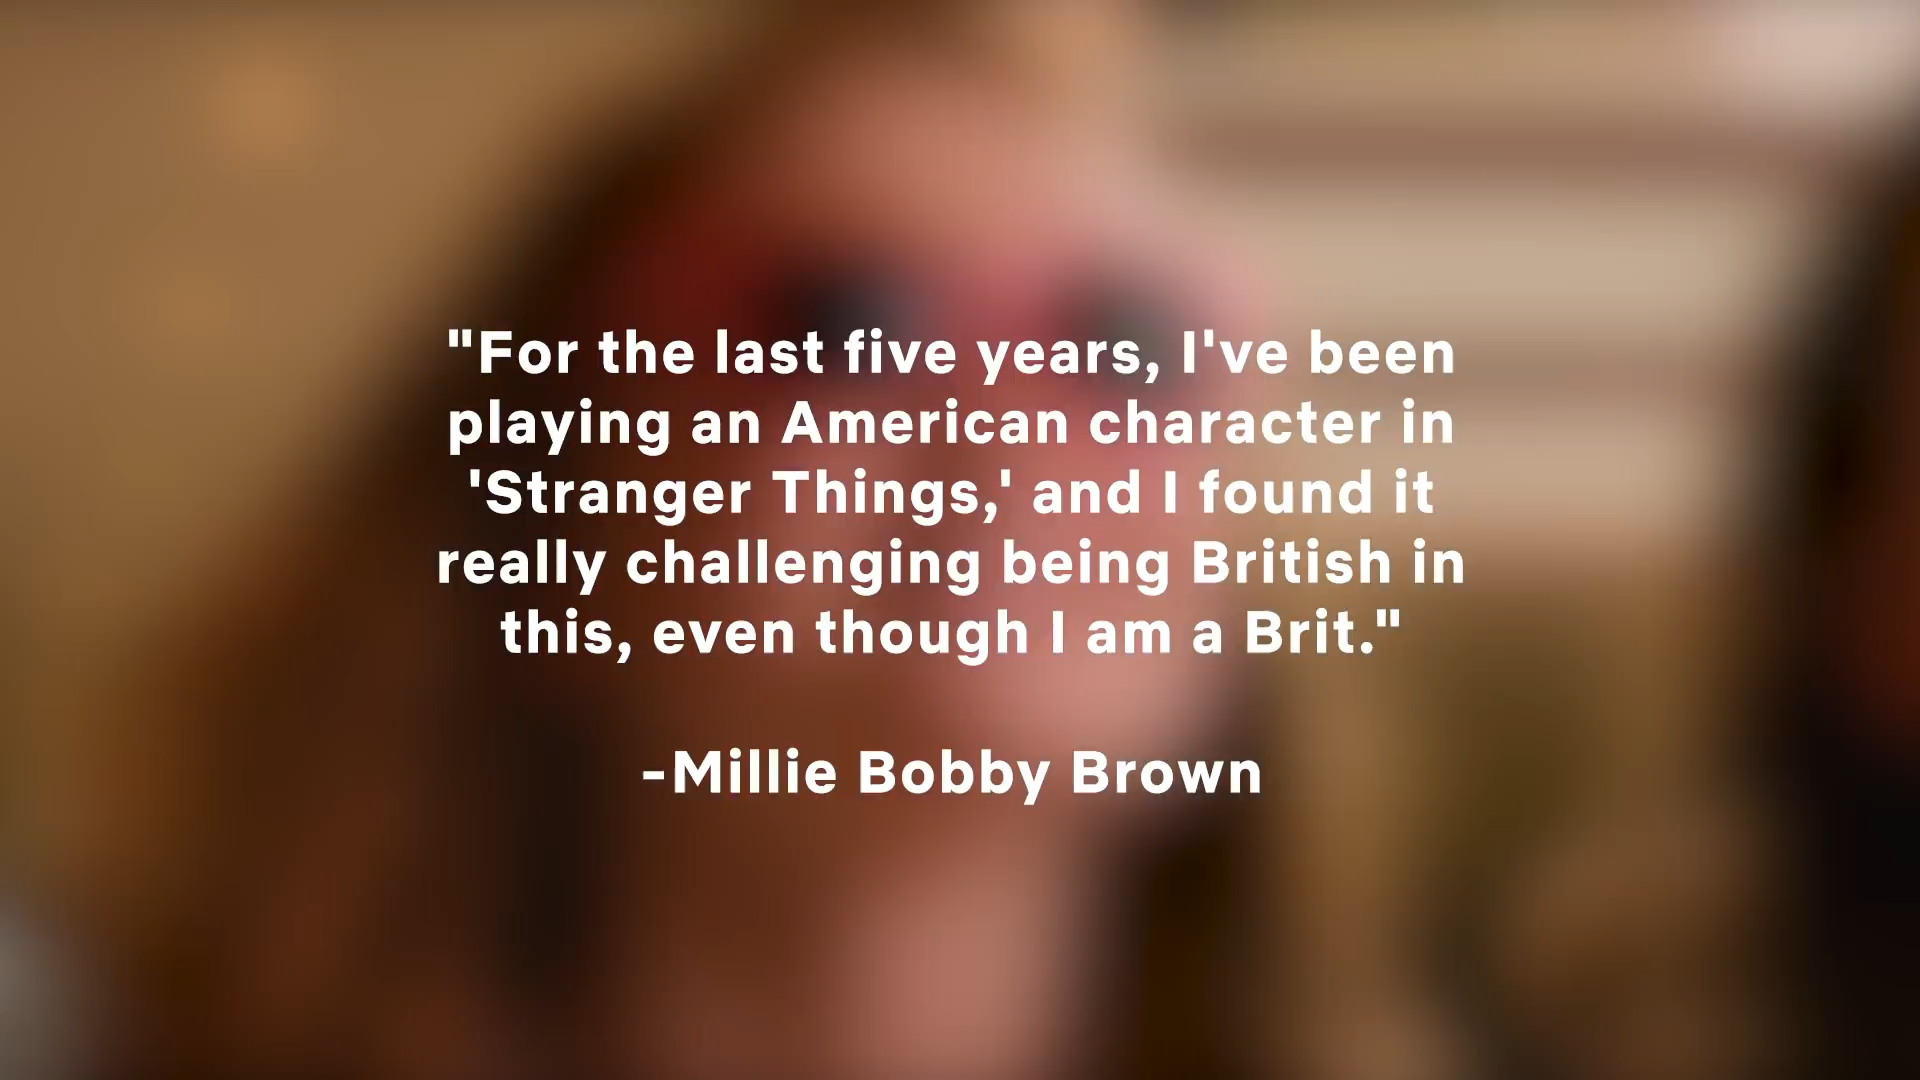 "For the last five years, I've been
playing an American character in
'Stranger Things,' and I found it
really challenging being British in
this, even though I am a Brit."
-Millie Bobby Brown